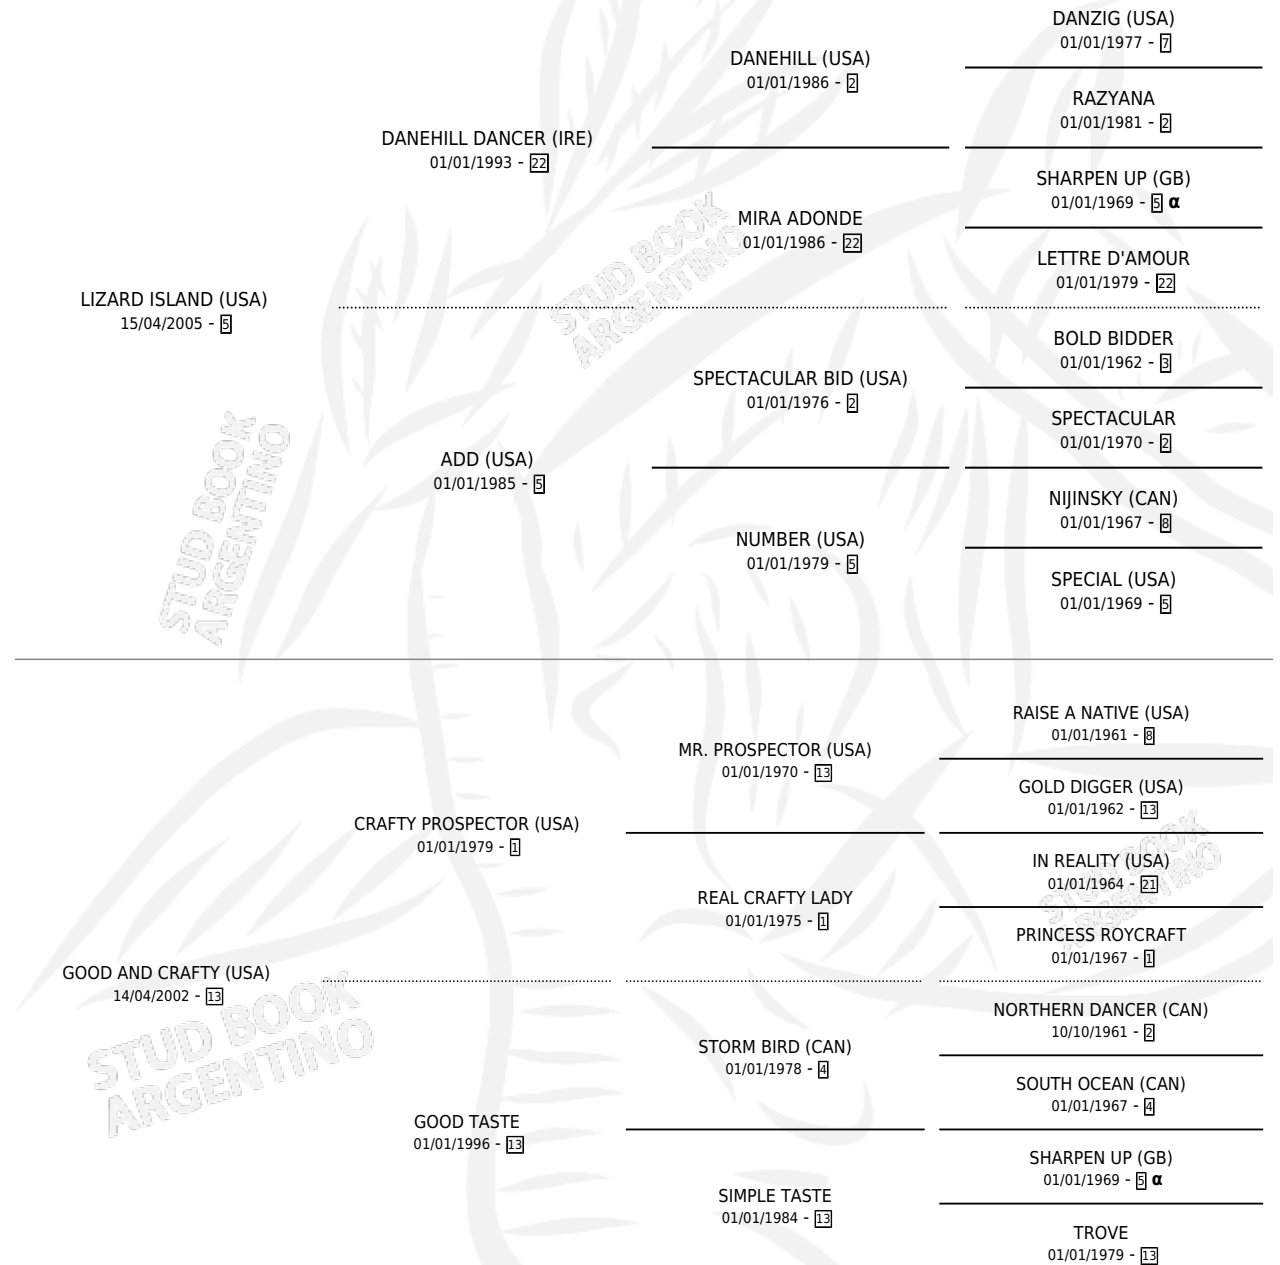 DANZIG (USA)
01/01/1977 - 7
DANEHILL (USA)
01/01/1986 - 2
RAZYANA
01/01/1981 - 2
DANEHILL DANCER (IRE)
01/01/1993 - 22
SHARPEN UP (GB)
01/01/1969 - 5 α
MIRA ADONDE
01/01/1986 - 22
LETTRE D'AMOUR
01/01/1979 - 22
LIZARD ISLAND (USA)
15/04/2005 - 5
BOLD BIDDER
01/01/1962 - 3
SPECTACULAR BID (USA)
01/01/1976 - 2
SPECTACULAR
01/01/1970 - 2
ADD (USA)
01/01/1985 - 5
NIJINSKY (CAN)
01/01/1967 - 8
NUMBER (USA)
01/01/1979 - 5
SPECIAL (USA)
01/01/1969 - 5
RAISE A NATIVE (USA)
01/01/1961 - 8
MR. PROSPECTOR (USA)
01/01/1970 - 13
GOLD DIGGER (USA)
01/01/1962 - 13
CRAFTY PROSPECTOR (USA)
01/01/1979 - 1
IN REALITY (USA)
01/01/1964 - 21
REAL CRAFTY LADY
01/01/1975 - 1
PRINCESS ROYCRAFT
01/01/1967 - 1
GOOD AND CRAFTY (USA)
14/04/2002 - 13
NORTHERN DANCER (CAN)
10/10/1961 - 2
STORM BIRD (CAN)
01/01/1978 - 4
SOUTH OCEAN (CAN)
01/01/1967 - 4
GOOD TASTE
01/01/1996 - 13
SHARPEN UP (GB)
01/01/1969 - 5 α
SIMPLE TASTE
01/01/1984 - 13
TROVE
01/01/1979 - 13
STUD BOOK
ARGENTINO
STUD BOOK
ARGENTINO
STUD BOOK
ARGENTINO
STUD BOOK
ARGENTINO